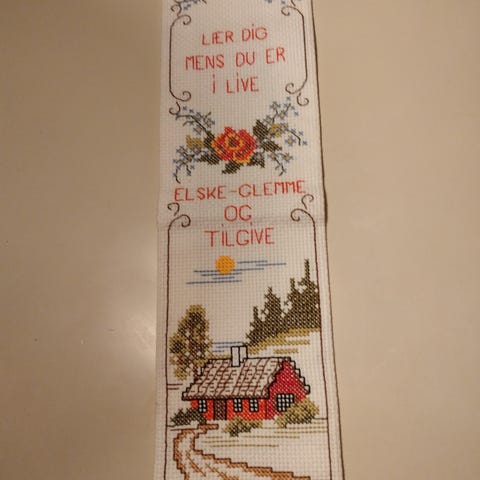 LÆR DIG
MENS DU ER
I LIVE
ELSKE-GLEMME
OG
TILGIVE